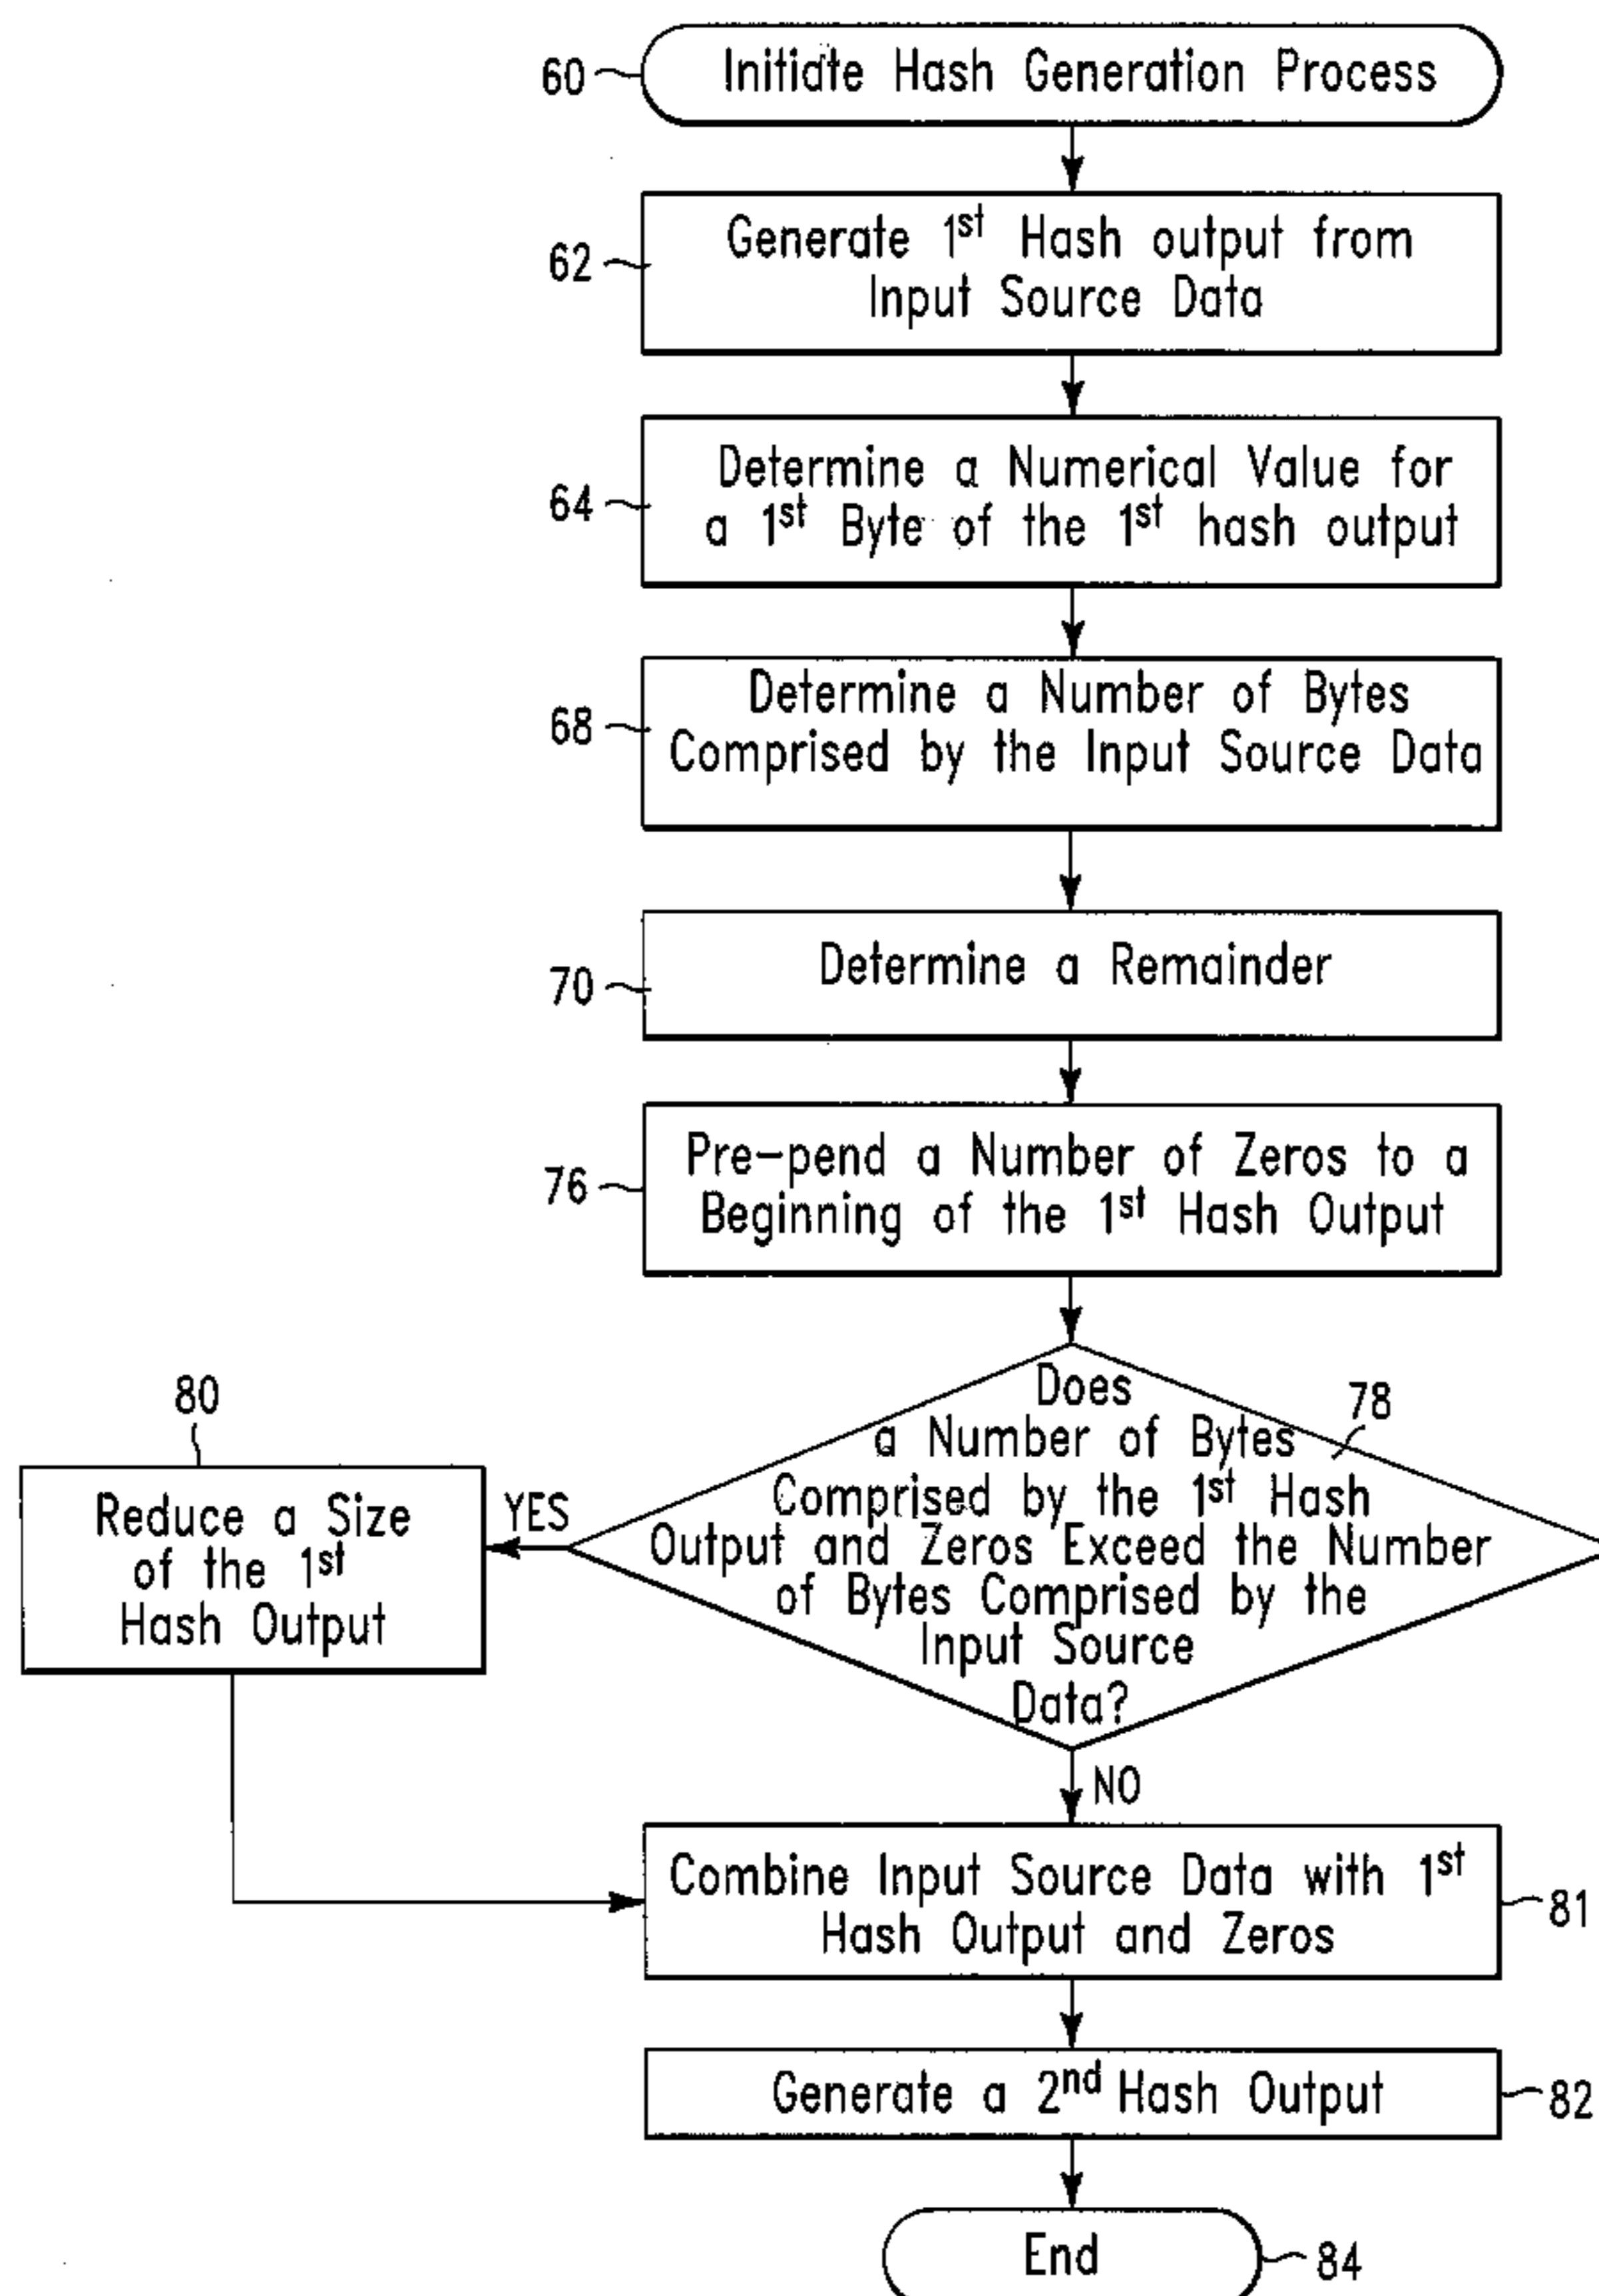 60
Initiate Hash Generation Process
62
Generate 1st Hash output from
Input Source Data
64
Determine a Numerical Value for
a 1st Byte of the 1st hash output
68
Determine a Number of Bytes
Comprised by the Input Source Data
70
Determine a Remainder
76
Pre-pend a Number of Zeros to a
Beginning of the 1st Hash Output
78
Does
a Number of Bytes
Comprised by the 1st Hash
Output and Zeros Exceed the Number
of Bytes Comprised by the
Input Source
Data?
YES
80
Reduce a Size
of the 1st
Hash Output
NO
Combine Input Source Data with 1st
Hash Output and Zeros
81
Generate a 2nd Hash Output
82
End
84